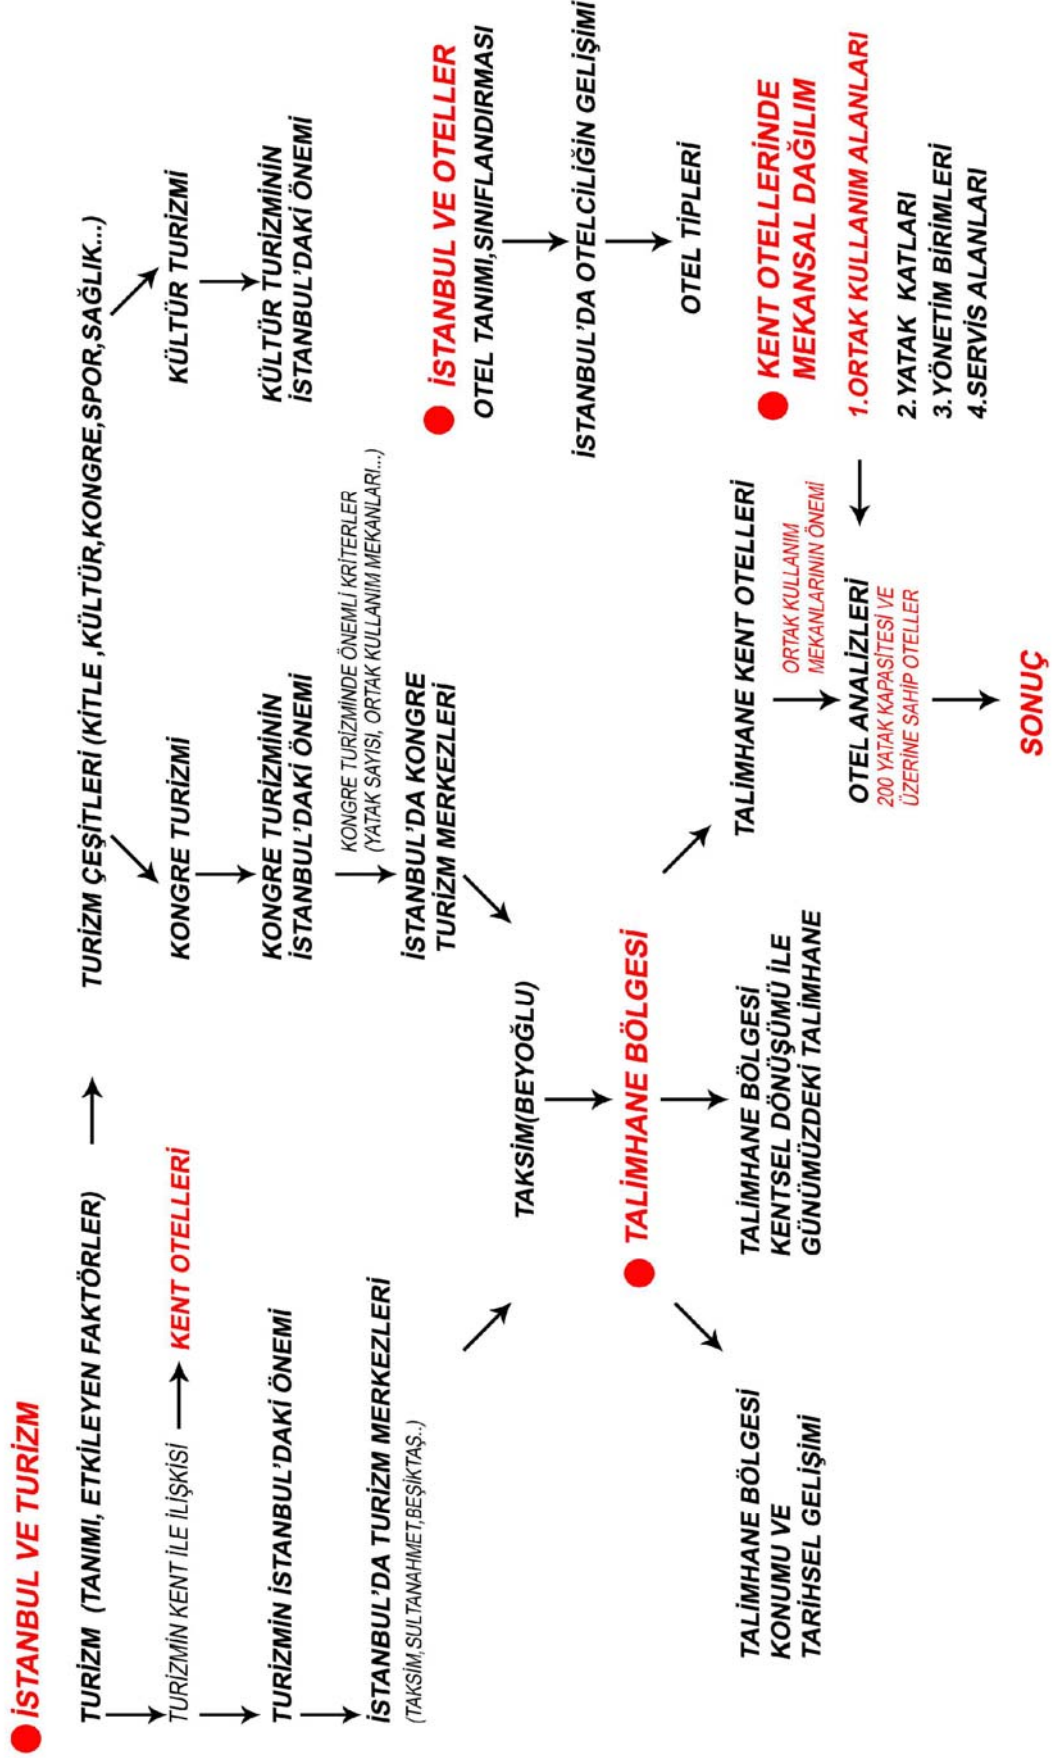 İSTANBUL VE TURİZM
TURİZM (TANIMI, ETKİLEYEN FAKTÖRLER)
TURİZMİN KENT İLE İLİŞKİSİ
KENT OTELLERİ
TURİZMİN İSTANBUL'DAKİ ÖNEMİ
İSTANBUL'DA TURİZM MERKEZLERİ
(TAKSİM,SULTANAHMET,BEŞİKTAŞ..)
TURİZM ÇEŞİTLERİ (KİTLE ,KÜLTÜR,KONGRE,SPOR,SAĞLIK...)
KONGRE TURİZMİ
KONGRE TURİZMİNİN
İSTANBUL'DAKİ ÖNEMİ
KONGRE TURİZMİNDE ÖNEMLİ KRİTERLER
(YATAK SAYISI, ORTAK KULLANIM MEKANLARI...)
İSTANBUL'DA KONGRE
TURİZM MERKEZLERİ
KÜLTÜR TURİZMİ
KÜLTÜR TURİZMİNİN
İSTANBUL'DAKİ ÖNEMİ
TAKSİM(BEYOĞLU)
TALİMHANE BÖLGESİ
TALİMHANE BÖLGESİ
KONUMU VE
TARİHSEL GELİŞİMİ
TALİMHANE BÖLGESİ
KENTSEL DÖNÜŞÜMÜ İLE
GÜNÜMÜZDEKİ TALİMHANE
TALİMHANE KENT OTELLERİ
ORTAK KULLANIM
MEKANLARININ ÖNEMİ
OTEL ANALİZLERİ
200 YATAK KAPASİTESİ VE
ÜZERİNE SAHİP OTELLER
SONUÇ
İSTANBUL VE OTELLER
OTEL TANIMI,SINIFLANDIRMASI
İSTANBUL'DA OTELCİLİĞİN GELİŞİMİ
OTEL TİPLERİ
KENT OTELLERİNDE
MEKANSAL DAĞILIM
1.ORTAK KULLANIM ALANLARI
2.YATAK KATLARI
3.YÖNETİM BİRİMLERİ
4.SERVİS ALANLARI